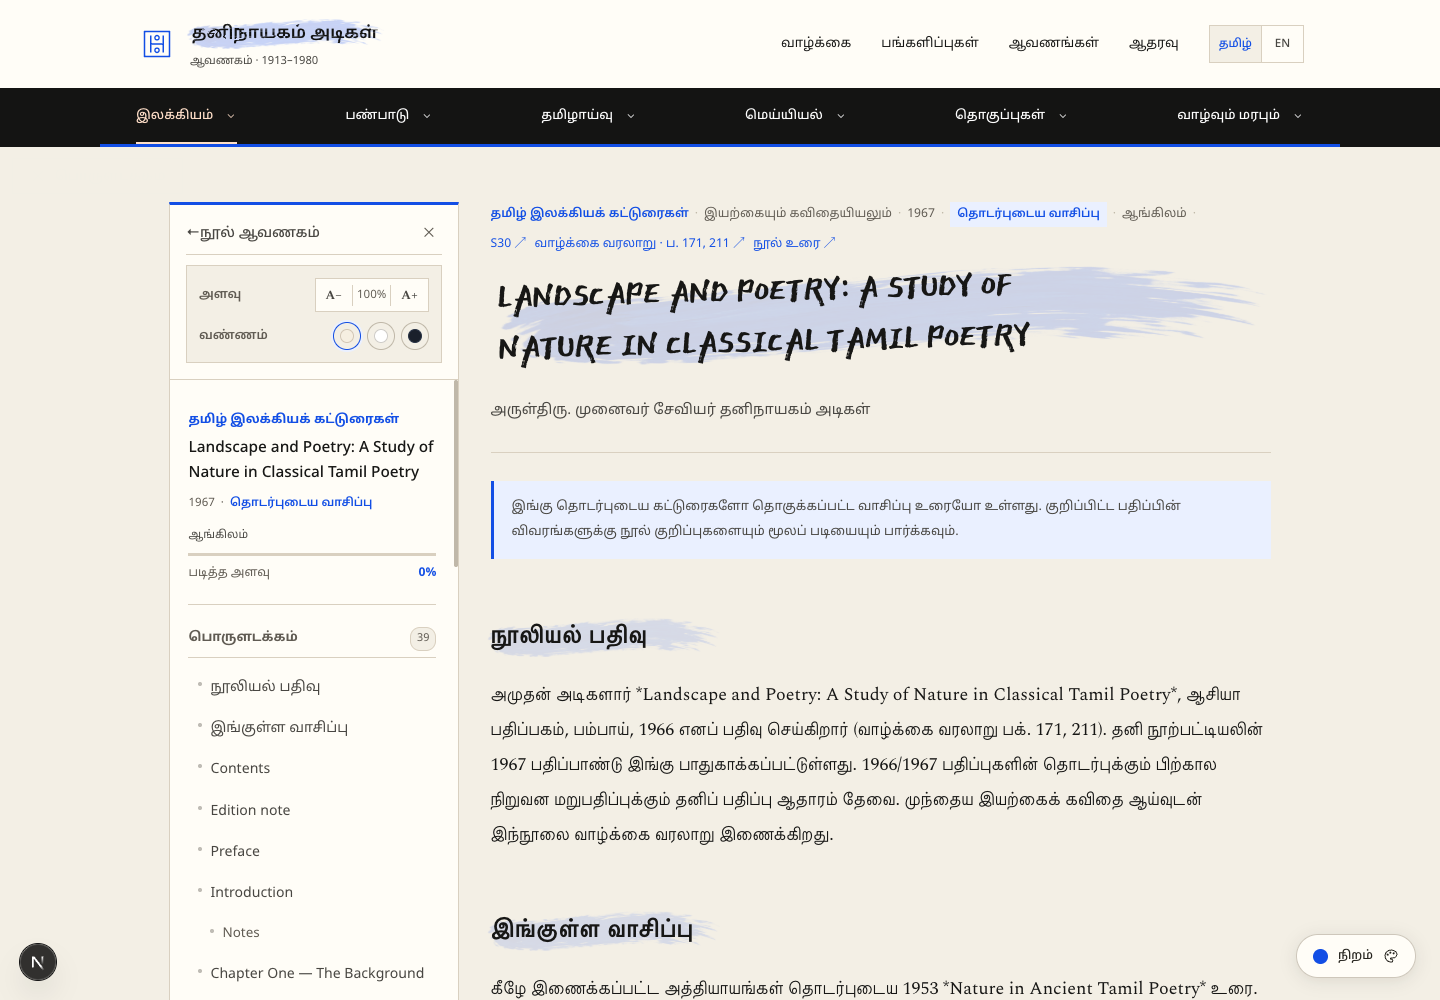 தனிநாயகம் அடிகள்
ஆவணகம் · 1913–1980
வாழ்க்கை பங்களிப்புகள் ஆவணங்கள் ஆதரவு தமிழ் EN
இலக்கியம் பண்பாடு தமிழாய்வு மெய்யியல் தொகுப்புகள் வாழ்வும் மரபும்
←நூல் ஆவணகம் ×
அளவு A− 100% A+
வண்ணம்
தமிழ் இலக்கியக் கட்டுரைகள்
Landscape and Poetry: A Study of
Nature in Classical Tamil Poetry
1967 · தொடர்புடைய வாசிப்பு
ஆங்கிலம்
படித்த அளவு 0%
பொருளடக்கம் 39
நூலியல் பதிவு
இங்குள்ள வாசிப்பு
Contents
Edition note
Preface
Introduction
Notes
Chapter One — The Background
தமிழ் இலக்கியக் கட்டுரைகள் · இயற்கையும் கவிதையியலும் · 1967 · தொடர்புடைய வாசிப்பு · ஆங்கிலம் ·
S30 ↗ வாழ்க்கை வரலாறு · ப. 171, 211 ↗ நூல் உரை ↗
LANDSCAPE AND POETRY: A STUDY OF
NATURE IN CLASSICAL TAMIL POETRY
அருள்திரு. முனைவர் சேவியர் தனிநாயகம் அடிகள்
இங்கு தொடர்புடைய கட்டுரைகளோ தொகுக்கப்பட்ட வாசிப்பு உரையோ உள்ளது. குறிப்பிட்ட பதிப்பின்
விவரங்களுக்கு நூல் குறிப்புகளையும் மூலப் படியையும் பார்க்கவும்.
நூலியல் பதிவு
அமுதன் அடிகளார் *Landscape and Poetry: A Study of Nature in Classical Tamil Poetry*, ஆசியா
பதிப்பகம், பம்பாய், 1966 எனப் பதிவு செய்கிறார் (வாழ்க்கை வரலாறு பக். 171, 211). தனி நூற்பட்டியலின்
1967 பதிப்பாண்டு இங்கு பாதுகாக்கப்பட்டுள்ளது. 1966/1967 பதிப்புகளின் தொடர்புக்கும் பிற்கால
நிறுவன மறுபதிப்புக்கும் தனிப் பதிப்பு ஆதாரம் தேவை. முந்தைய இயற்கைக் கவிதை ஆய்வுடன்
இந்நூலை வாழ்க்கை வரலாறு இணைக்கிறது.
இங்குள்ள வாசிப்பு
கீழே இணைக்கப்பட்ட அத்தியாயங்கள் தொடர்புடைய 1953 *Nature in Ancient Tamil Poetry* உரை.
N
நிறம்